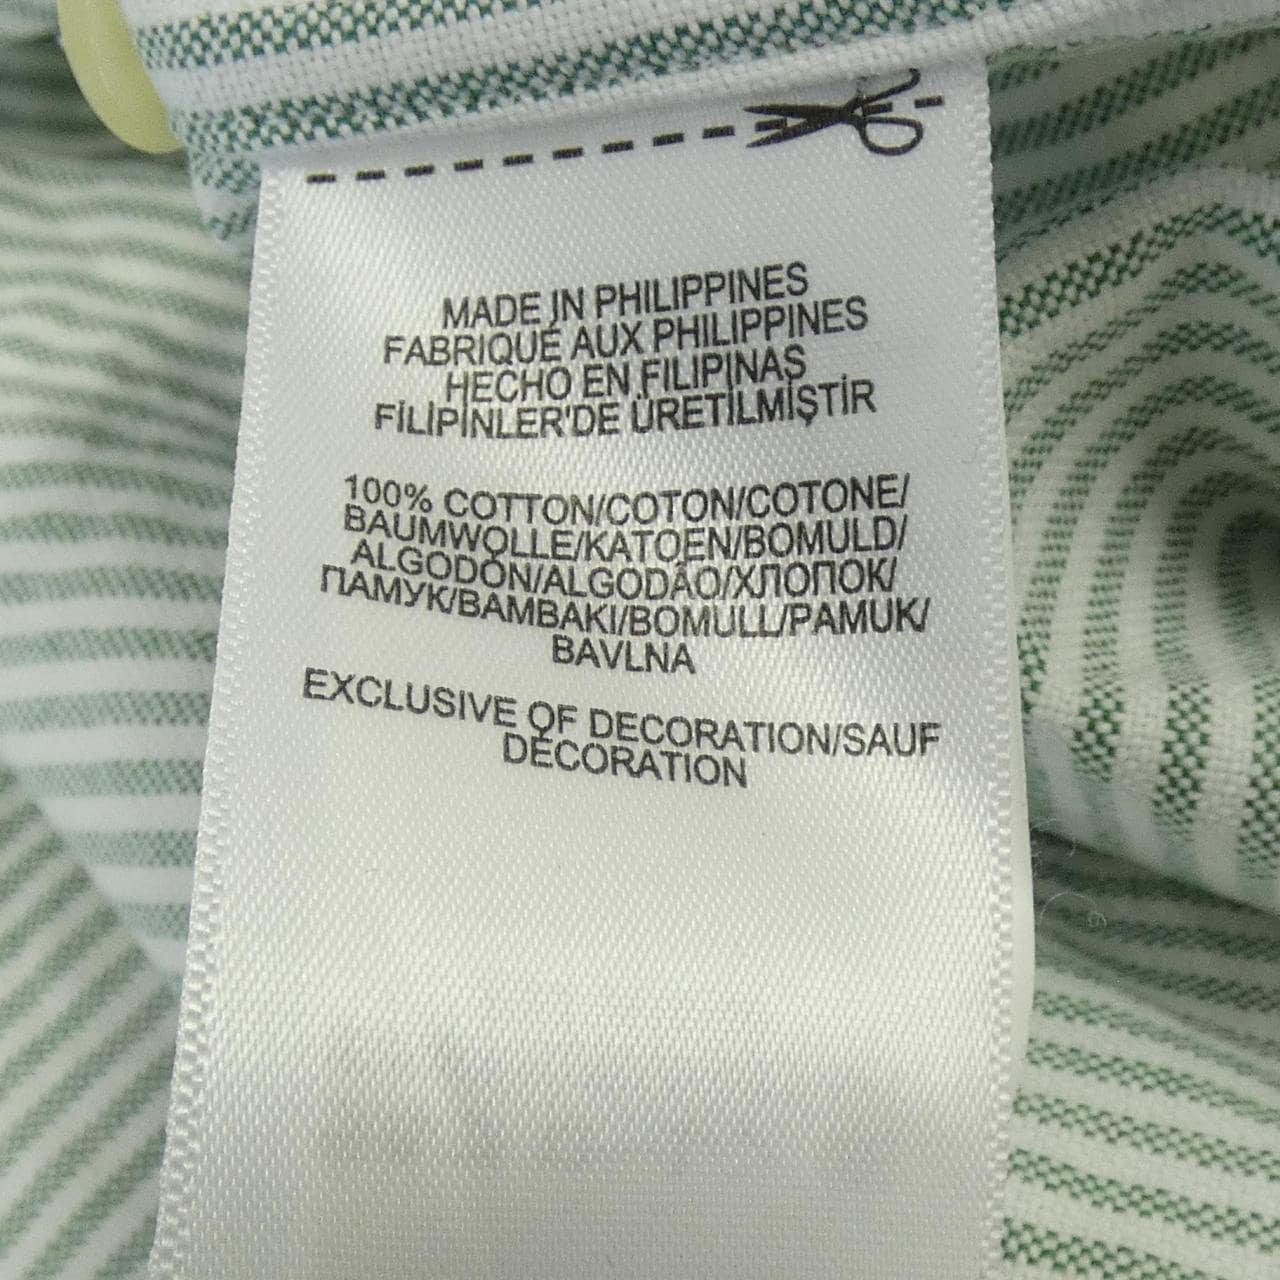 MADE IN PHILIPPINES
FABRIQUÉ AUX PHILIPPINES
HECHO EN FILIPINAS
FİLİPİNLER'DE ÜRETİLMİŞTİR
100% COTTON/COTON/COTONE/
BAUMWOLLE/KATOEN/BOMULD/
ALGODÓN/ALGODÃO/ХЛОПОК/
ПАМУК/BAMBAKI/BOMULL/PAMUK/
BAVLNA
EXCLUSIVE OF DECORATION/SAUF
DÉCORATION